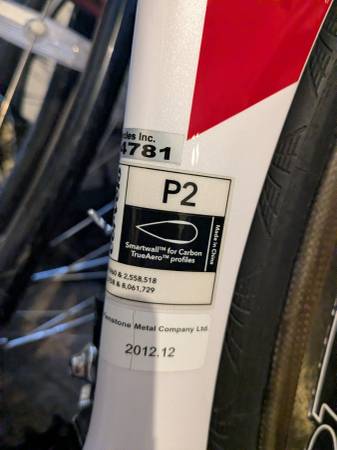 Inc.
4781
P2
Made in China
Smartwall™ for Carbon
TrueAero™ profiles
& 2,558,518
& 8,061,729
Metal Company Ltd.
2012.12